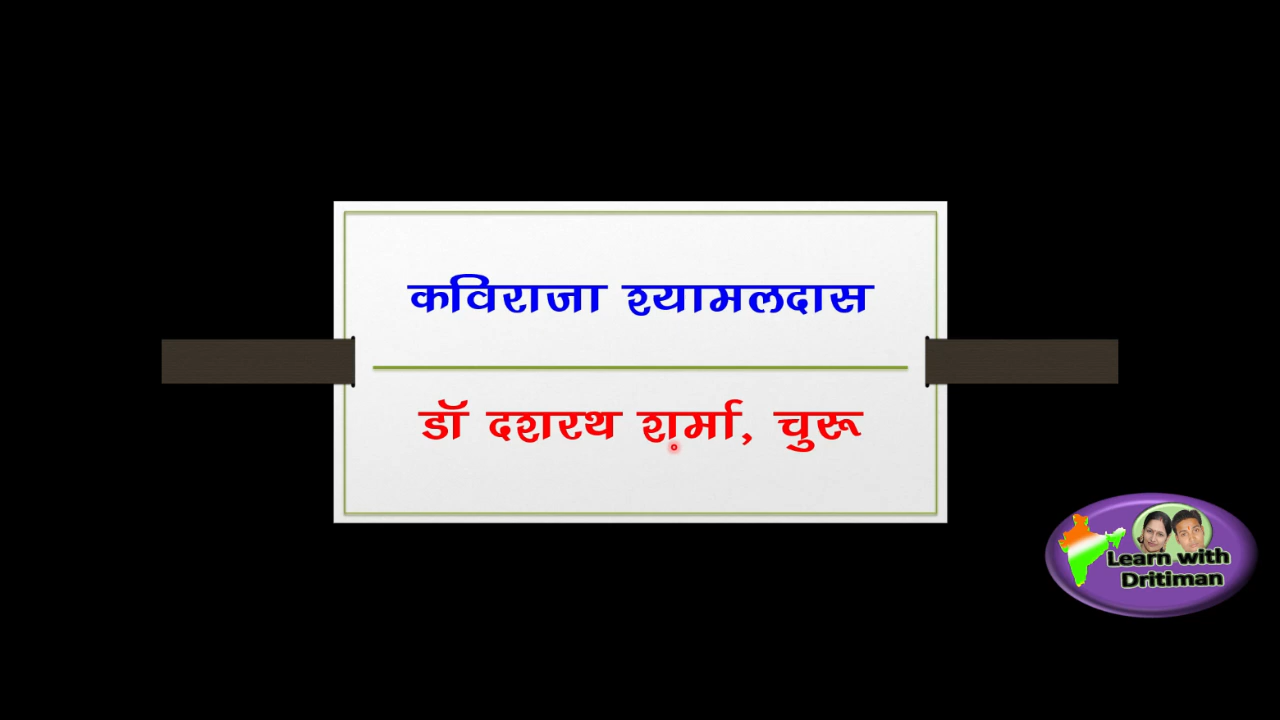 कविराजा श्यामलदास
डॉ दशरथ शर्मा, चुरू
Learn with
Dritiman